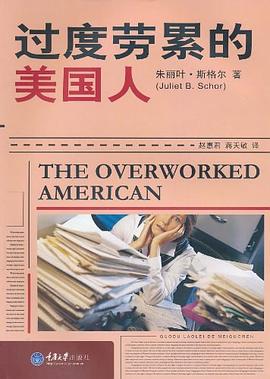 过度劳累的
美国人
朱丽叶·斯格尔 著
(Juliet B. Schor)
赵惠君 蒋天敏 译
THE OVERWORKED
AMERICAN
GUODU LAOLEI DE MEIGUOREN
重庆大学出版社